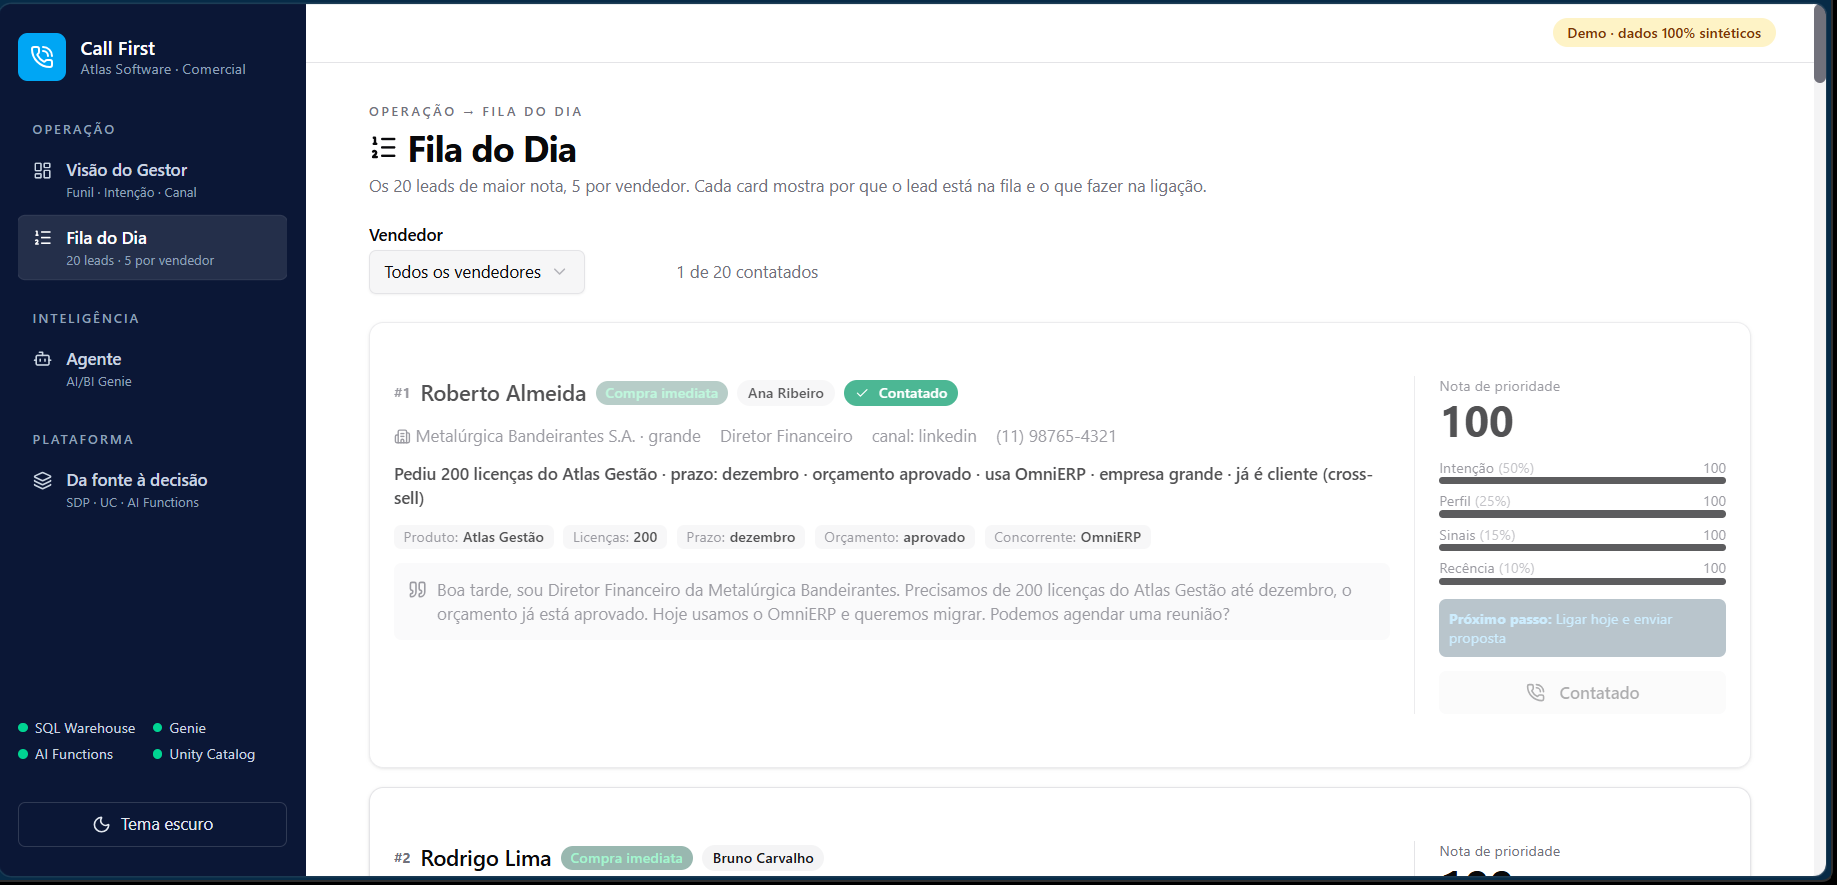 Call First
Atlas Software · Comercial
OPERAÇÃO
Visão do Gestor
Funil · Intenção · Canal
Fila do Dia
20 leads · 5 por vendedor
INTELIGÊNCIA
Agente
AI/BI Genie
PLATAFORMA
Da fonte à decisão
SDP · UC · AI Functions
SQL Warehouse
Genie
AI Functions
Unity Catalog
Tema escuro
Demo · dados 100% sintéticos
OPERAÇÃO → FILA DO DIA
Fila do Dia
Os 20 leads de maior nota, 5 por vendedor. Cada card mostra por que o lead está na fila e o que fazer na ligação.
Vendedor
Todos os vendedores
1 de 20 contatados
#1 Roberto Almeida Compra imediata Ana Ribeiro Contatado
Metalúrgica Bandeirantes S.A. · grande Diretor Financeiro canal: linkedin (11) 98765-4321
Pediu 200 licenças do Atlas Gestão · prazo: dezembro · orçamento aprovado · usa OmniERP · empresa grande · já é cliente (cross-
sell)
Produto: Atlas Gestão Licenças: 200 Prazo: dezembro Orçamento: aprovado Concorrente: OmniERP
Boa tarde, sou Diretor Financeiro da Metalúrgica Bandeirantes. Precisamos de 200 licenças do Atlas Gestão até dezembro, o
orçamento já está aprovado. Hoje usamos o OmniERP e queremos migrar. Podemos agendar uma reunião?
Nota de prioridade
100
Intenção (50%) 100
Perfil (25%) 100
Sinais (15%) 100
Recência (10%) 100
Próximo passo: Ligar hoje e enviar
proposta
Contatado
#2 Rodrigo Lima Compra imediata Bruno Carvalho
Nota de prioridade